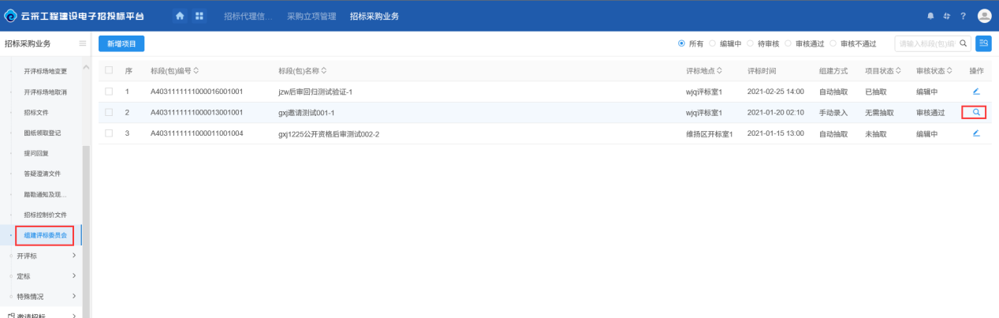 云采工程建设电子招投标平台 招标代理信... 采购立项管理 招标采购业务 ?
招标采购业务 新增项目 所有 编辑中 待审核 审核通过 审核不通过 请输入标段(包)编
开评标场地变更
开评标场地取消
招标文件
图纸领取登记
提问回复
答疑澄清文件
踏勘通知及现...
招标控制价文件
组建评标委员会
开评标
定标
特殊情况
邀请招标
序 标段(包)编号 标段(包)名称 评标地点 评标时间 组建方式 项目状态 审核状态 操作
1 A4031111111000016001001 jzw后审回归测试验证-1 wjq评标室1 2021-02-25 14:00 自动抽取 已抽取 编辑中
2 A4031111111000013001001 gxj邀请测试001-1 wjq评标室1 2021-01-20 02:10 手动录入 无需抽取 审核通过
3 A4031111111000011001004 gxj1225公开资格后审测试002-2 维扬区开标室1 2021-01-15 13:00 自动抽取 未抽取 编辑中